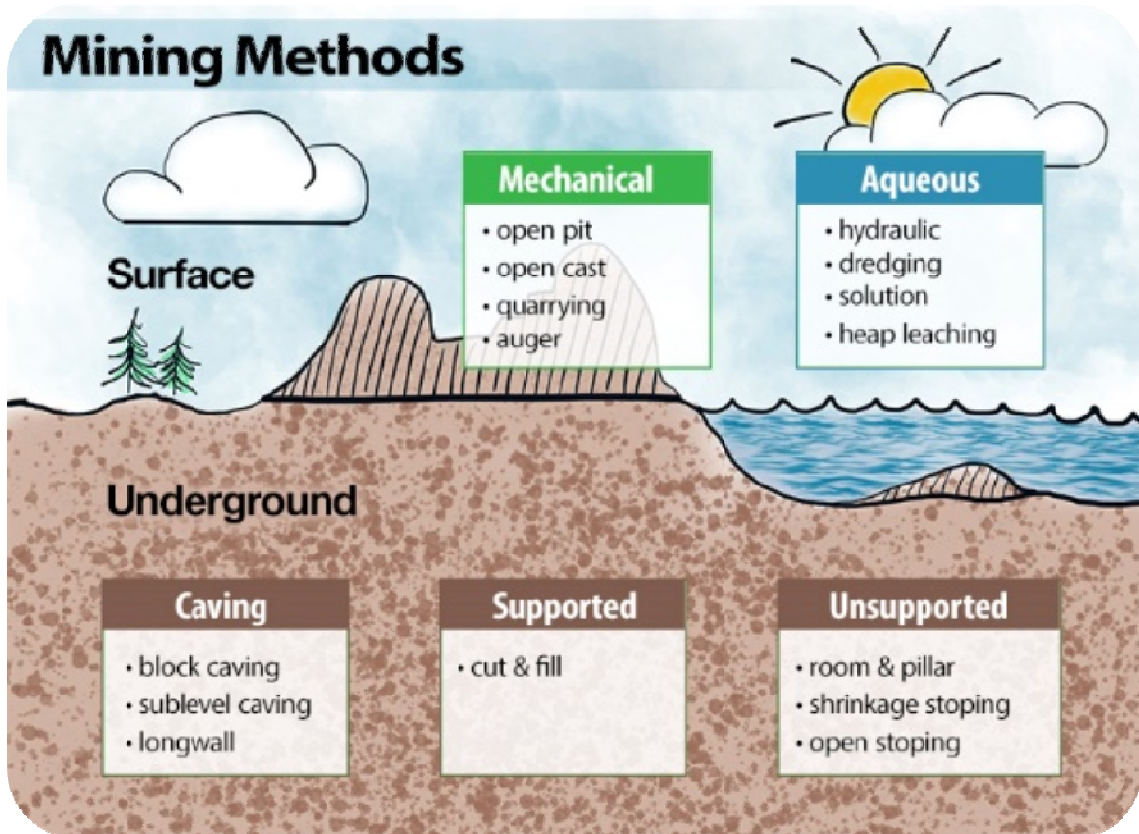 Mining Methods
Mechanical
• open pit
• open cast
• quarrying
• auger
Aqueous
• hydraulic
• dredging
• solution
• heap leaching
Surface
Underground
Caving
• block caving
• sublevel caving
• longwall
Supported
• cut & fill
Unsupported
• room & pillar
• shrinkage stoping
• open stoping